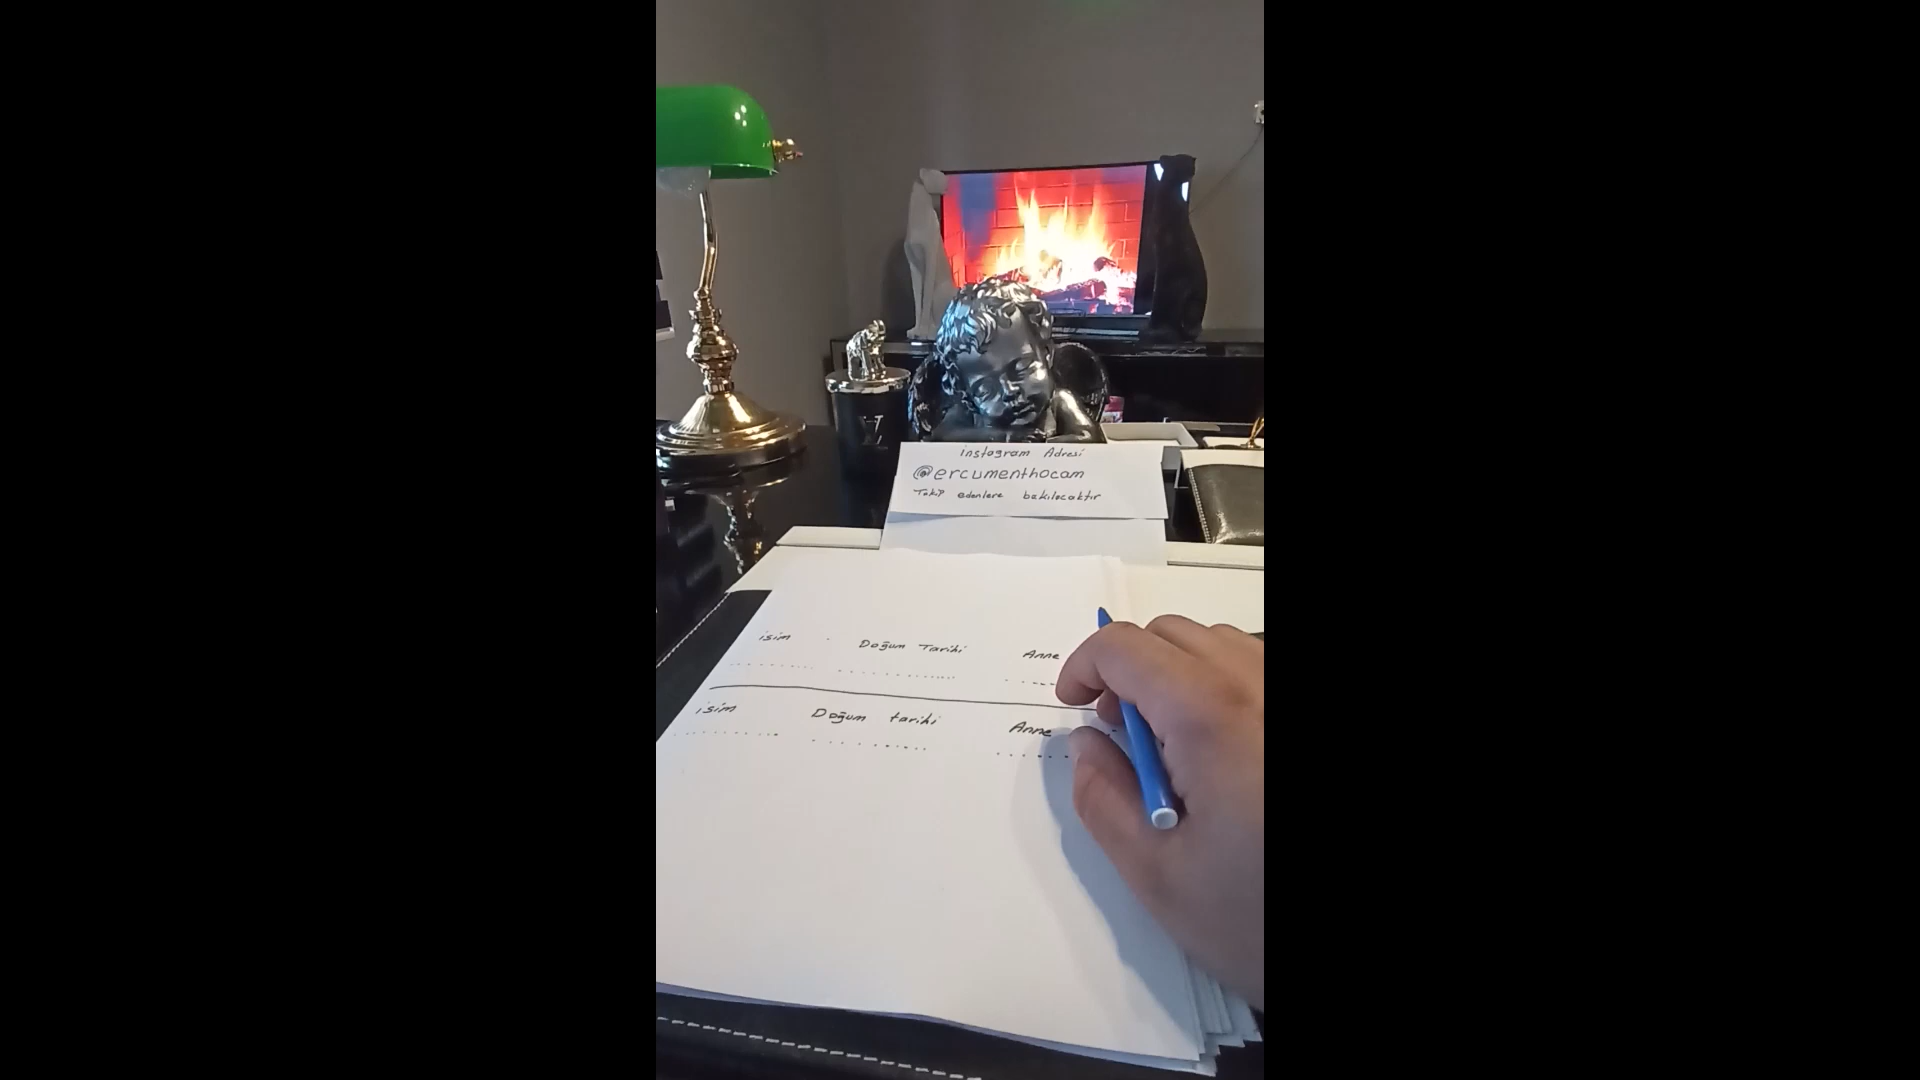 instagram Adresi
@ercumenthocam
Takip edenlere bakılacaktır
isim Doğum Tarihi Anne
isim Doğum tarihi Anne